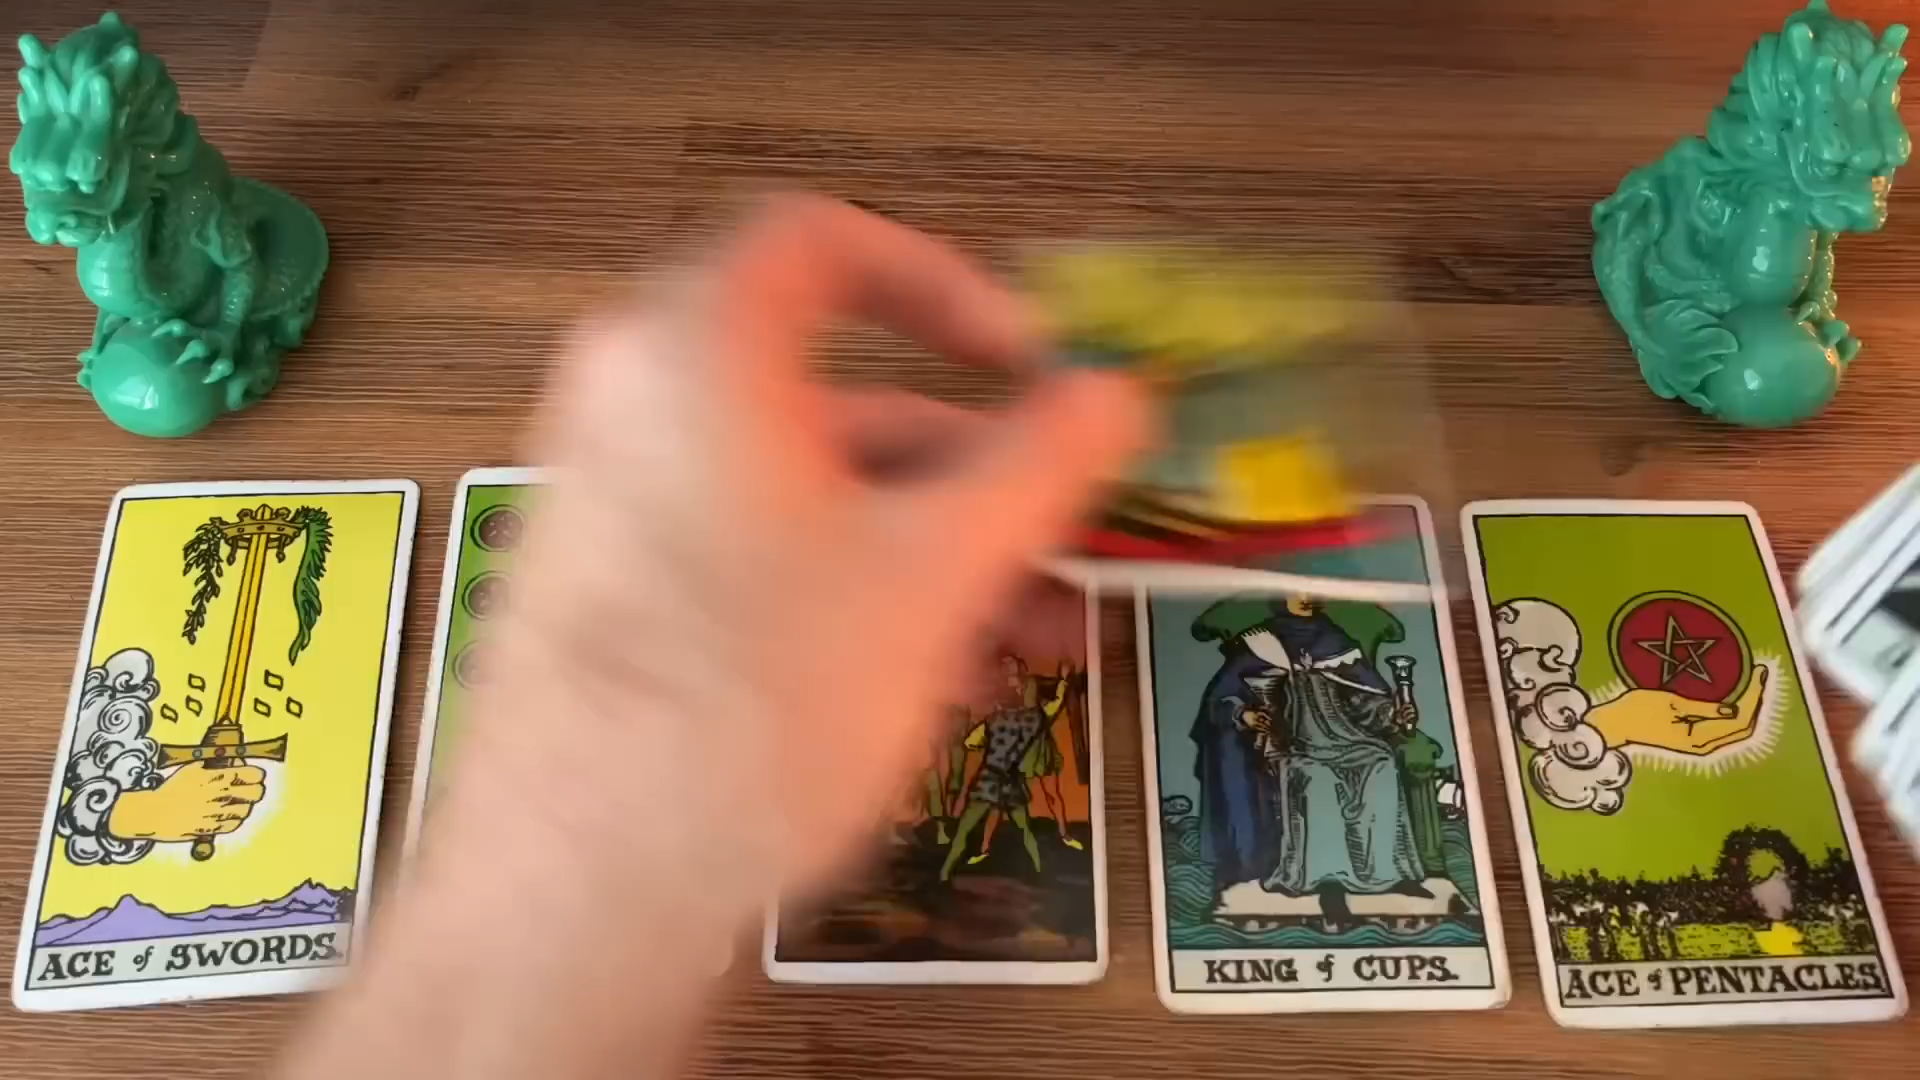 ACE of SWORDS.
KING of CUPS.
ACE of PENTACLES